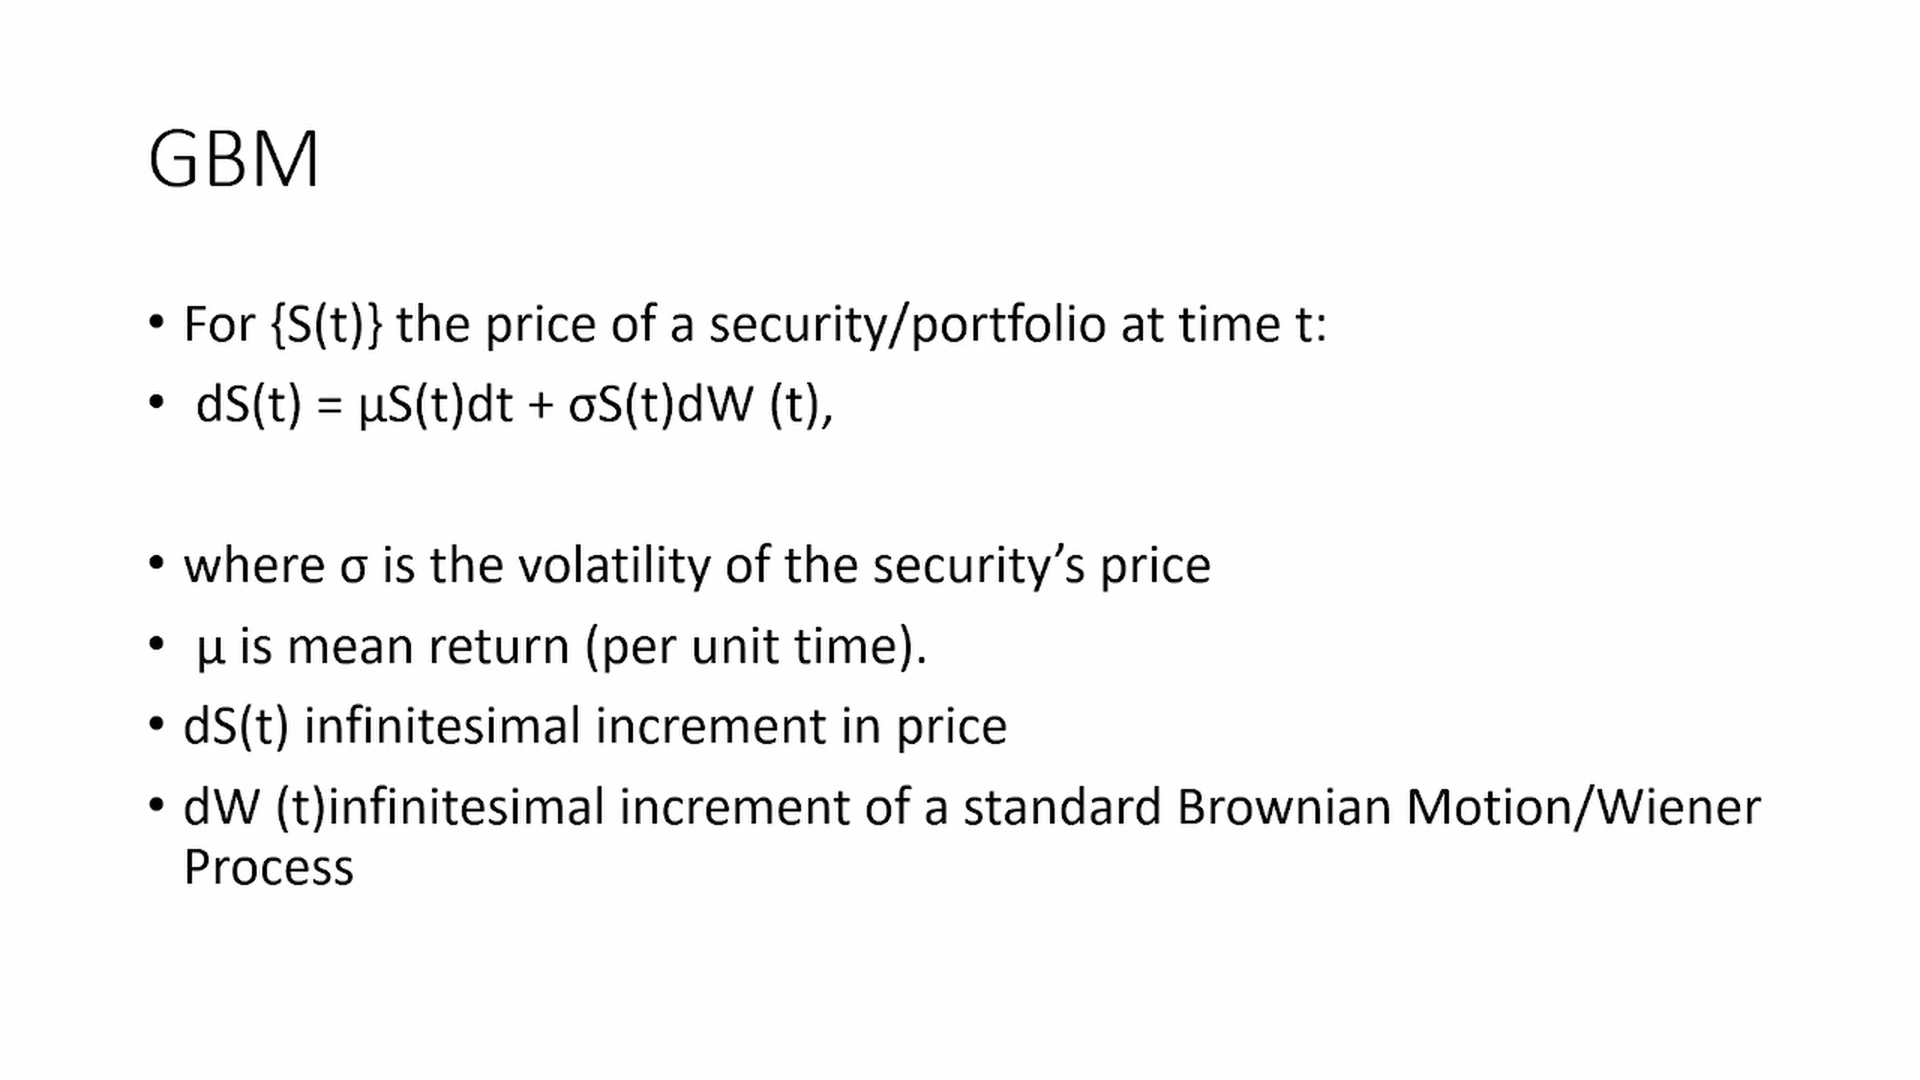 GBM
• For {S(t)} the price of a security/portfolio at time t:
• dS(t) = μS(t)dt + σS(t)dW (t),
• where σ is the volatility of the security’s price
• μ is mean return (per unit time).
• dS(t) infinitesimal increment in price
• dW (t)infinitesimal increment of a standard Brownian Motion/Wiener
Process